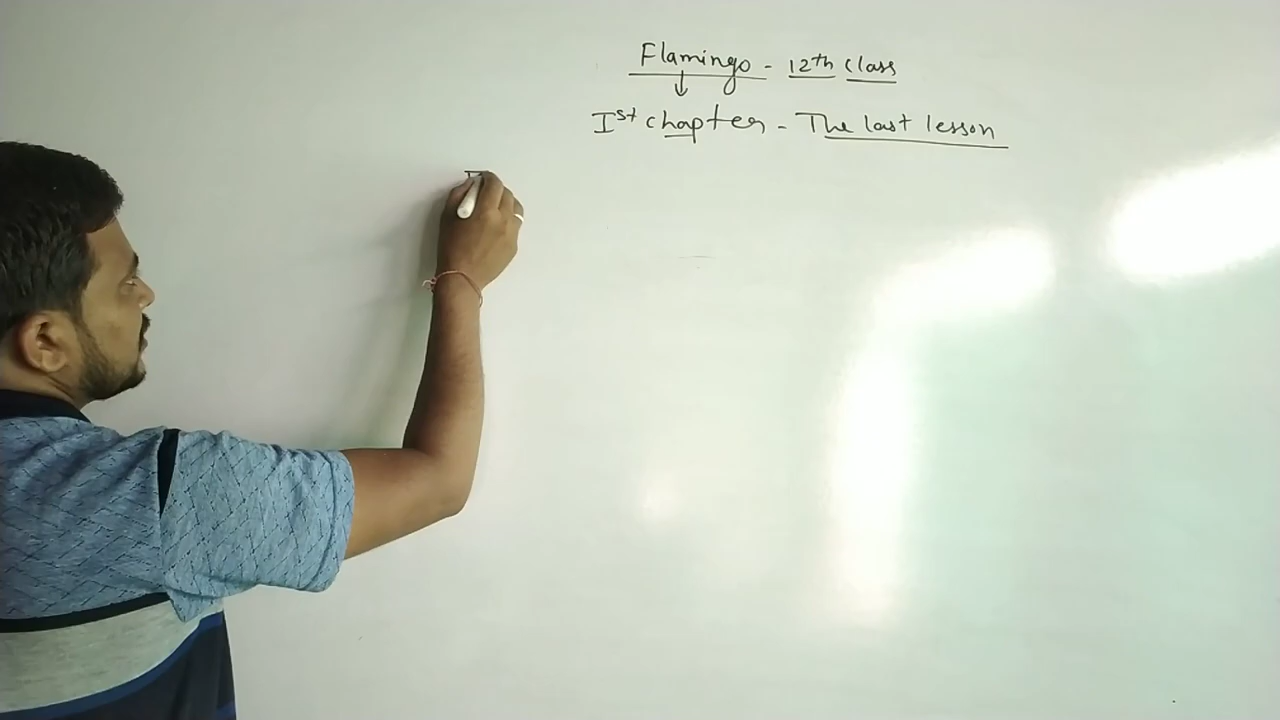 Flamingo - 12th class
Ist chapter - The last lesson